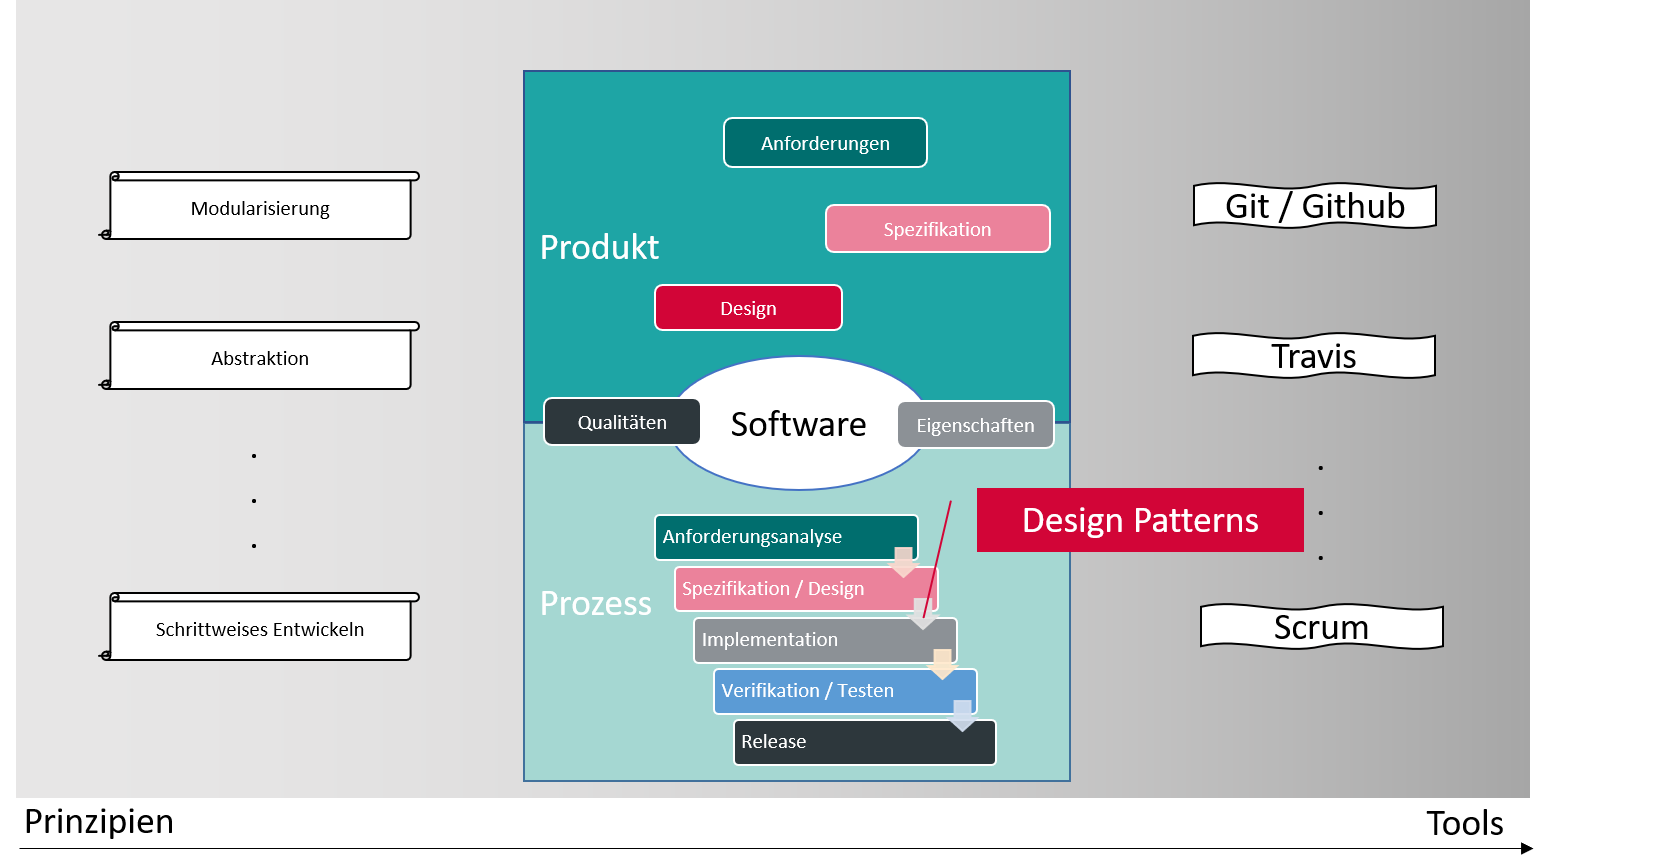 Modularisierung
Abstraktion
Schrittweises Entwickeln
Produkt
Anforderungen
Spezifikation
Design
Qualitäten
Software
Eigenschaften
Prozess
Anforderungsanalyse
Spezifikation / Design
Implementation
Verifikation / Testen
Release
Design Patterns
Git / Github
Travis
Scrum
Prinzipien
Tools